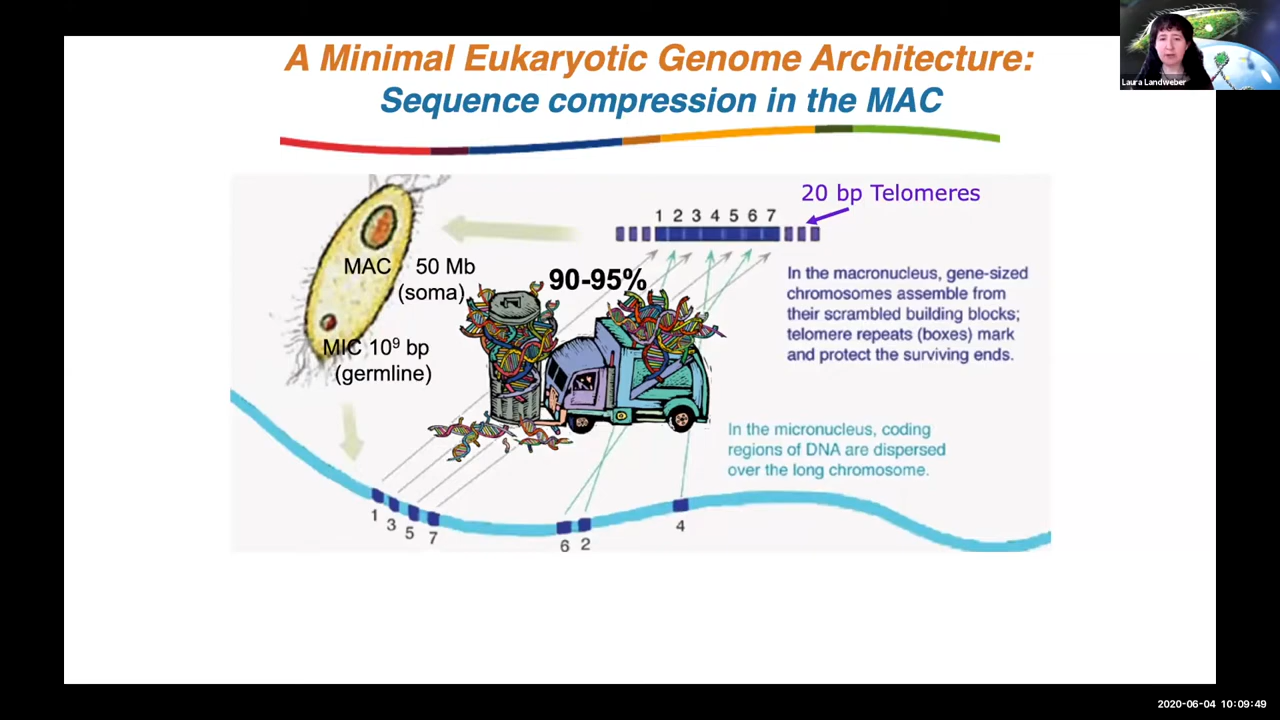 A Minimal Eukaryotic Genome Architecture:
Sequence compression in the MAC
Laura Landweber
20 bp Telomeres
1 2 3 4 5 6 7
MAC 50 Mb
(soma)
90-95%
In the macronucleus, gene-sized
chromosomes assemble from
their scrambled building blocks;
telomere repeats (boxes) mark
and protect the surviving ends.
MIC 10⁹ bp
(germline)
In the micronucleus, coding
regions of DNA are dispersed
over the long chromosome.
1 3 5 7 6 2 4
2020-06-04 10:09:49